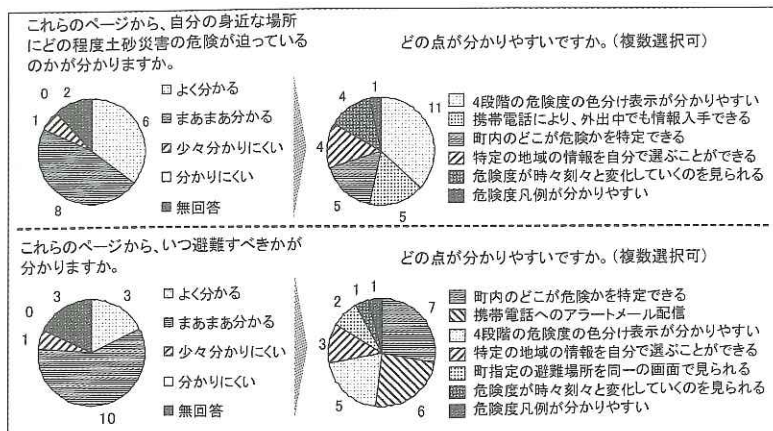 これらのページから、自分の身近な場所
にどの程度土砂災害の危険が迫っている
のかが分かりますか。
どの点が分かりやすいですか。(複数選択可)
0
2
6
1
8
よく分かる
まあまあ分かる
少々分かりにくい
分かりにくい
無回答
1
4
11
4
5
5
4段階の危険度の色分け表示が分かりやすい
携帯電話により、外出中でも情報入手できる
町内のどこが危険かを特定できる
特定の地域の情報を自分で選ぶことができる
危険度が時々刻々と変化していくのを見られる
危険度凡例が分かりやすい
これらのページから、いつ避難すべきかが
分かりますか。
どの点が分かりやすいですか。(複数選択可)
3
3
0
1
10
よく分かる
まあまあ分かる
少々分かりにくい
分かりにくい
無回答
1
1
2
7
3
5
6
町内のどこが危険かを特定できる
携帯電話へのアラートメール配信
4段階の危険度の色分け表示が分かりやすい
特定の地域の情報を自分で選ぶことができる
町指定の避難場所を同一の画面で見られる
危険度が時々刻々と変化していくのを見られる
危険度凡例が分かりやすい